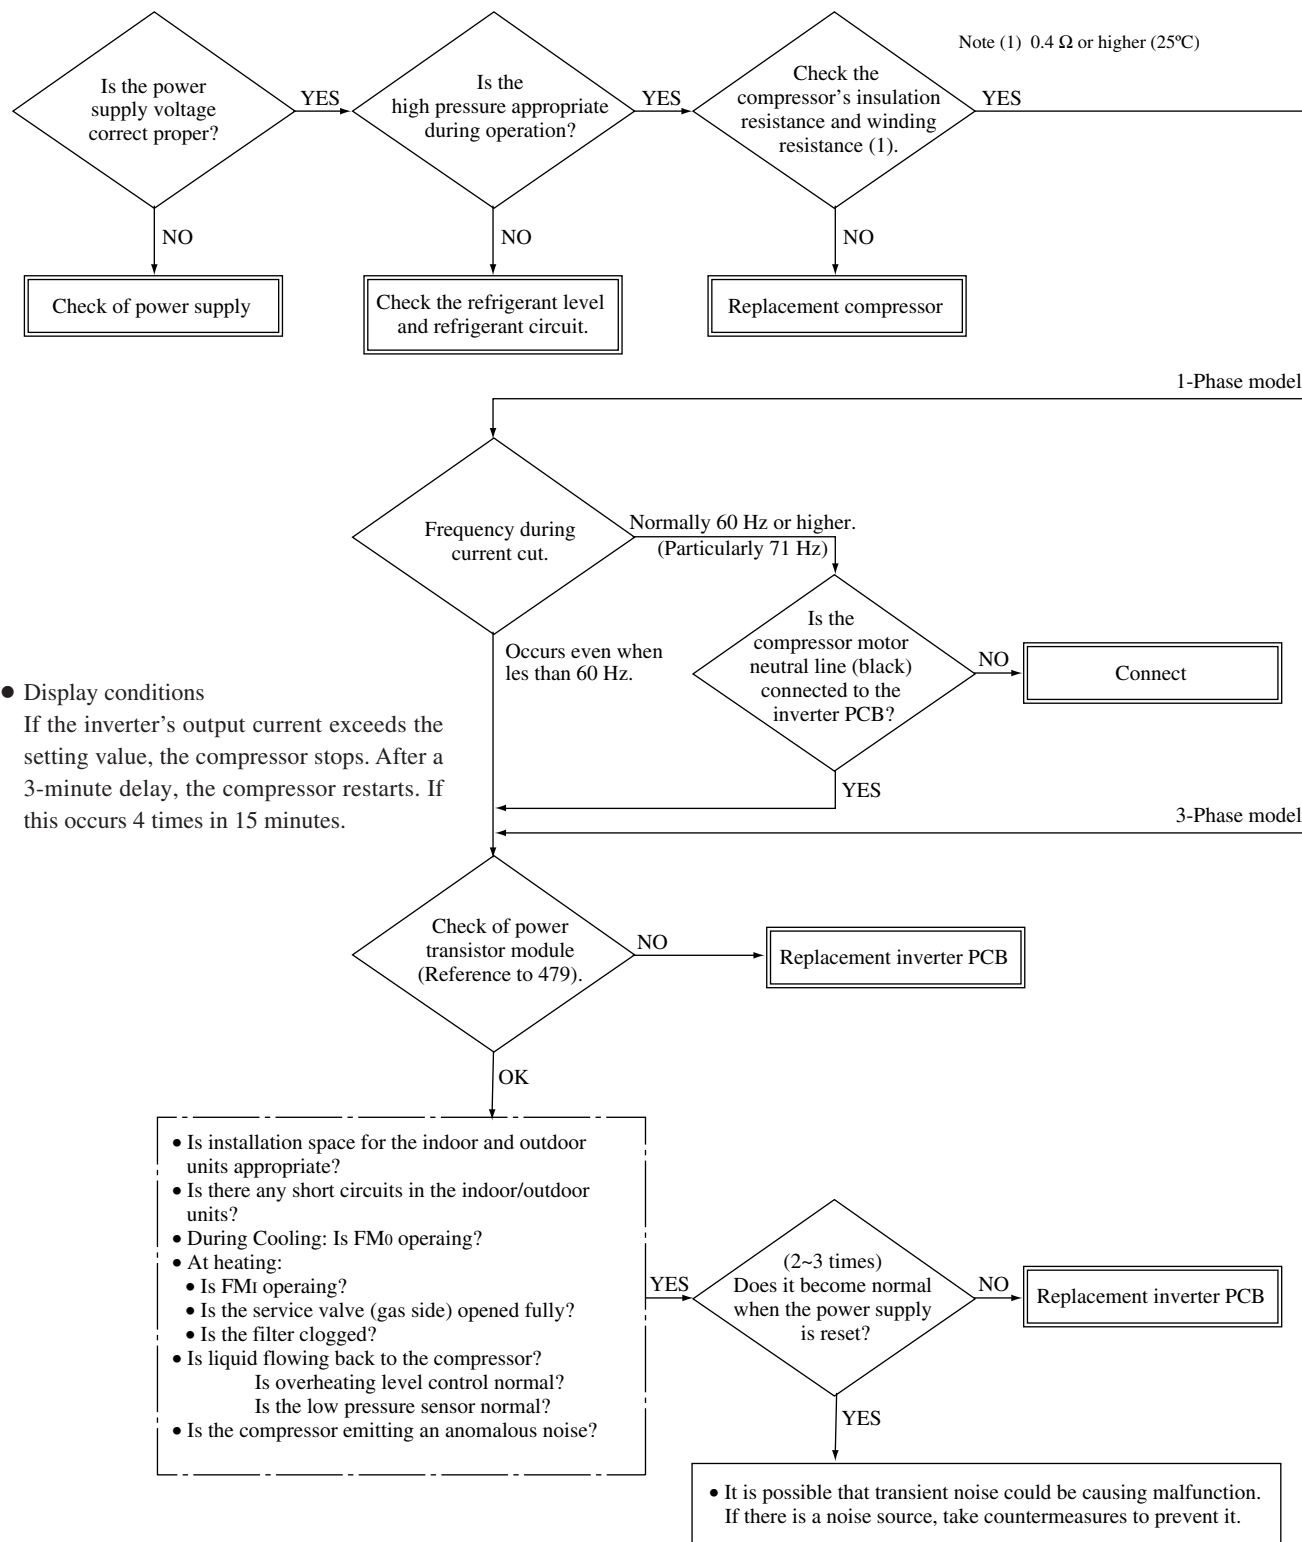 Note (1) 0.4 Ω or higher (25ºC)
Is the power
supply voltage
correct proper?
YES
Is the
high pressure appropriate
during operation?
YES
Check the
compressor’s insulation
resistance and winding
resistance (1).
YES
NO
NO
NO
Check of power supply
Check the refrigerant level
and refrigerant circuit.
Replacement compressor
1-Phase model
Frequency during
current cut.
Normally 60 Hz or higher.
(Particularly 71 Hz)
Is the
compressor motor
neutral line (black)
connected to the
inverter PCB?
NO
Connect
Occurs even when
less than 60 Hz.
● Display conditions
If the inverter’s output current exceeds the
setting value, the compressor stops. After a
3-minute delay, the compressor restarts. If
this occurs 4 times in 15 minutes.
YES
3-Phase model
Check of power
transistor module
(Reference to 479).
NO
Replacement inverter PCB
OK
• Is installation space for the indoor and outdoor
units appropriate?
• Is there any short circuits in the indoor/outdoor
units?
• During Cooling: Is FM0 operaing?
• At heating:
• Is FMI operaing?
• Is the service valve (gas side) opened fully?
• Is the filter clogged?
• Is liquid flowing back to the compressor?
Is overheating level control normal?
Is the low pressure sensor normal?
• Is the compressor emitting an anomalous noise?
YES
(2~3 times)
Does it become normal
when the power supply
is reset?
NO
Replacement inverter PCB
YES
• It is possible that transient noise could be causing malfunction.
If there is a noise source, take countermeasures to prevent it.